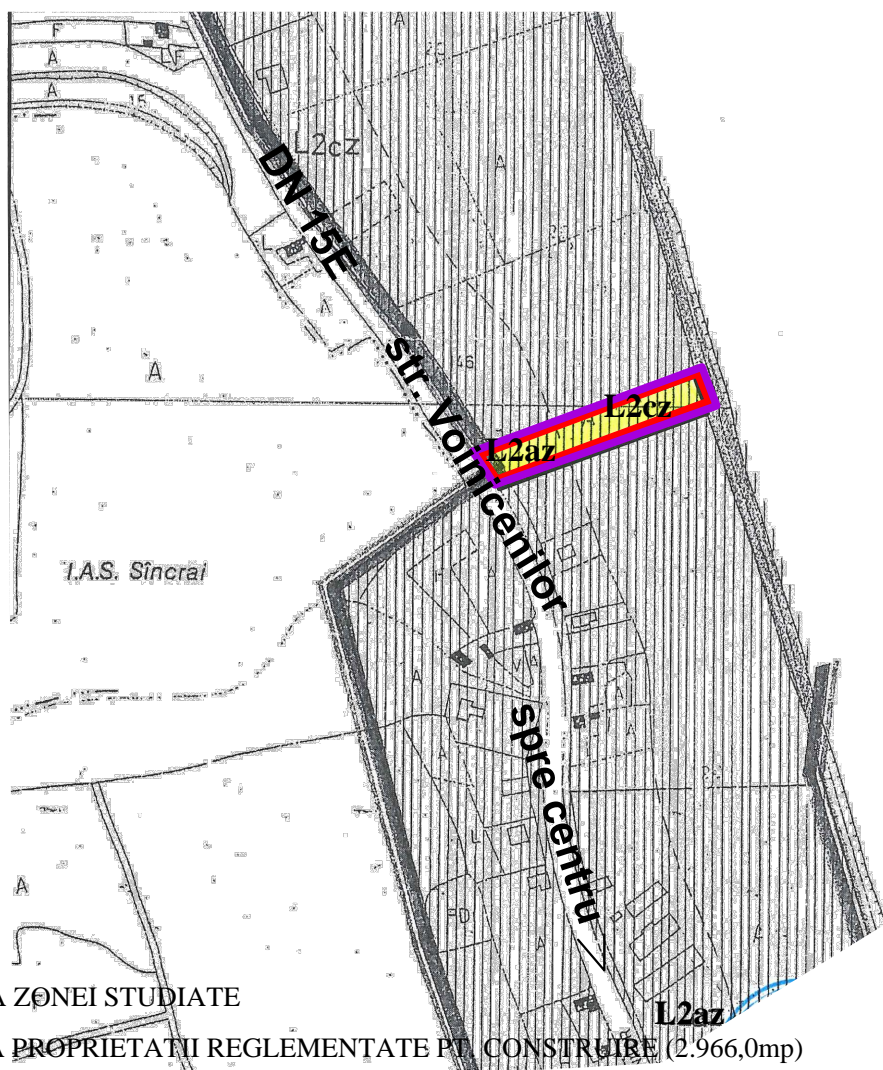 F
A
A
LF
A
A
15
L2cz
DN 15E
A
L
A
A
46
str. Voinicenilor
L2cz
L2az
I.A.S. Sîncrai
A
A
A
A
A
A
spre centru
L
A
A
A ZONEI STUDIATE
L2az
A PROPRIETATII REGLEMENTATE PT. CONSTRUIRE (2.966,0mp)